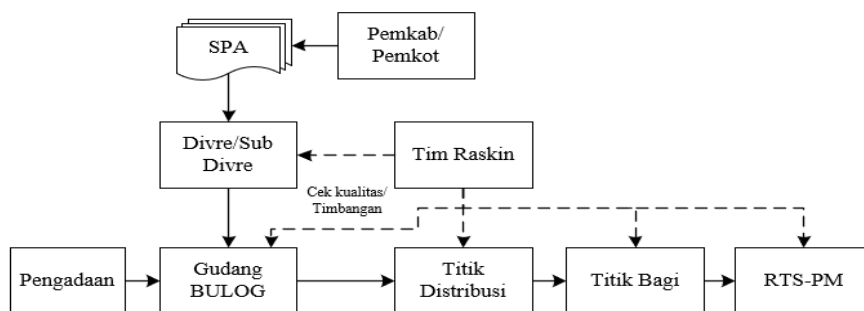 SPA
Pemkab/
Pemkot
Divre/Sub
Divre
Tim Raskin
Cek kualitas/
Timbangan
Pengadaan
Gudang
BULOG
Titik
Distribusi
Titik Bagi
RTS-PM